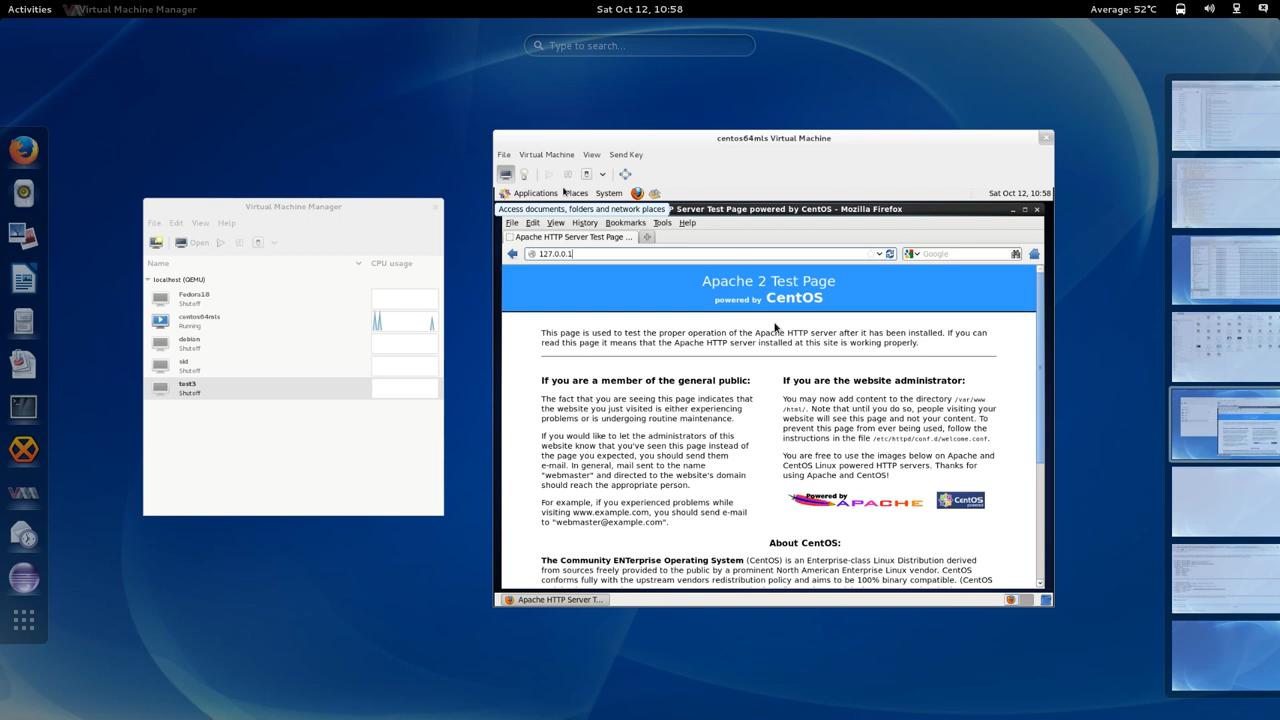 Activities
Virtual Machine Manager
Sat Oct 12, 10:58
Average: 52°C
Type to search...
Virtual Machine Manager
File Edit View Help
Open
Name CPU usage
localhost (QEMU)
Fedora18
Shutoff
centos64mls
Running
debian
Shutoff
sid
Shutoff
test3
Shutoff
centos64mls Virtual Machine
File Virtual Machine View Send Key
Applications Places System
Sat Oct 12, 10:58
Access documents, folders and network places
Server Test Page powered by CentOS - Mozilla Firefox
File Edit View History Bookmarks Tools Help
Apache HTTP Server Test Page ...
127.0.0.1
Google
Apache 2 Test Page
powered by CentOS
This page is used to test the proper operation of the Apache HTTP server after it has been installed. If you can
read this page it means that the Apache HTTP server installed at this site is working properly.
If you are a member of the general public:
The fact that you are seeing this page indicates that
the website you just visited is either experiencing
problems or is undergoing routine maintenance.
If you would like to let the administrators of this
website know that you've seen this page instead of
the page you expected, you should send them
e-mail. In general, mail sent to the name
"webmaster" and directed to the website's domain
should reach the appropriate person.
For example, if you experienced problems while
visiting www.example.com, you should send e-mail
to "webmaster@example.com".
If you are the website administrator:
You may now add content to the directory /var/www
/html/. Note that until you do so, people visiting your
website will see this page and not your content. To
prevent this page from ever being used, follow the
instructions in the file /etc/httpd/conf.d/welcome.conf.
You are free to use the images below on Apache and
CentOS Linux powered HTTP servers. Thanks for
using Apache and CentOS!
Powered by
APACHE
CentOS
About CentOS:
The Community ENTerprise Operating System (CentOS) is an Enterprise-class Linux Distribution derived
from sources freely provided to the public by a prominent North American Enterprise Linux vendor. CentOS
conforms fully with the upstream vendors redistribution policy and aims to be 100% binary compatible. (CentOS
Apache HTTP Server T...